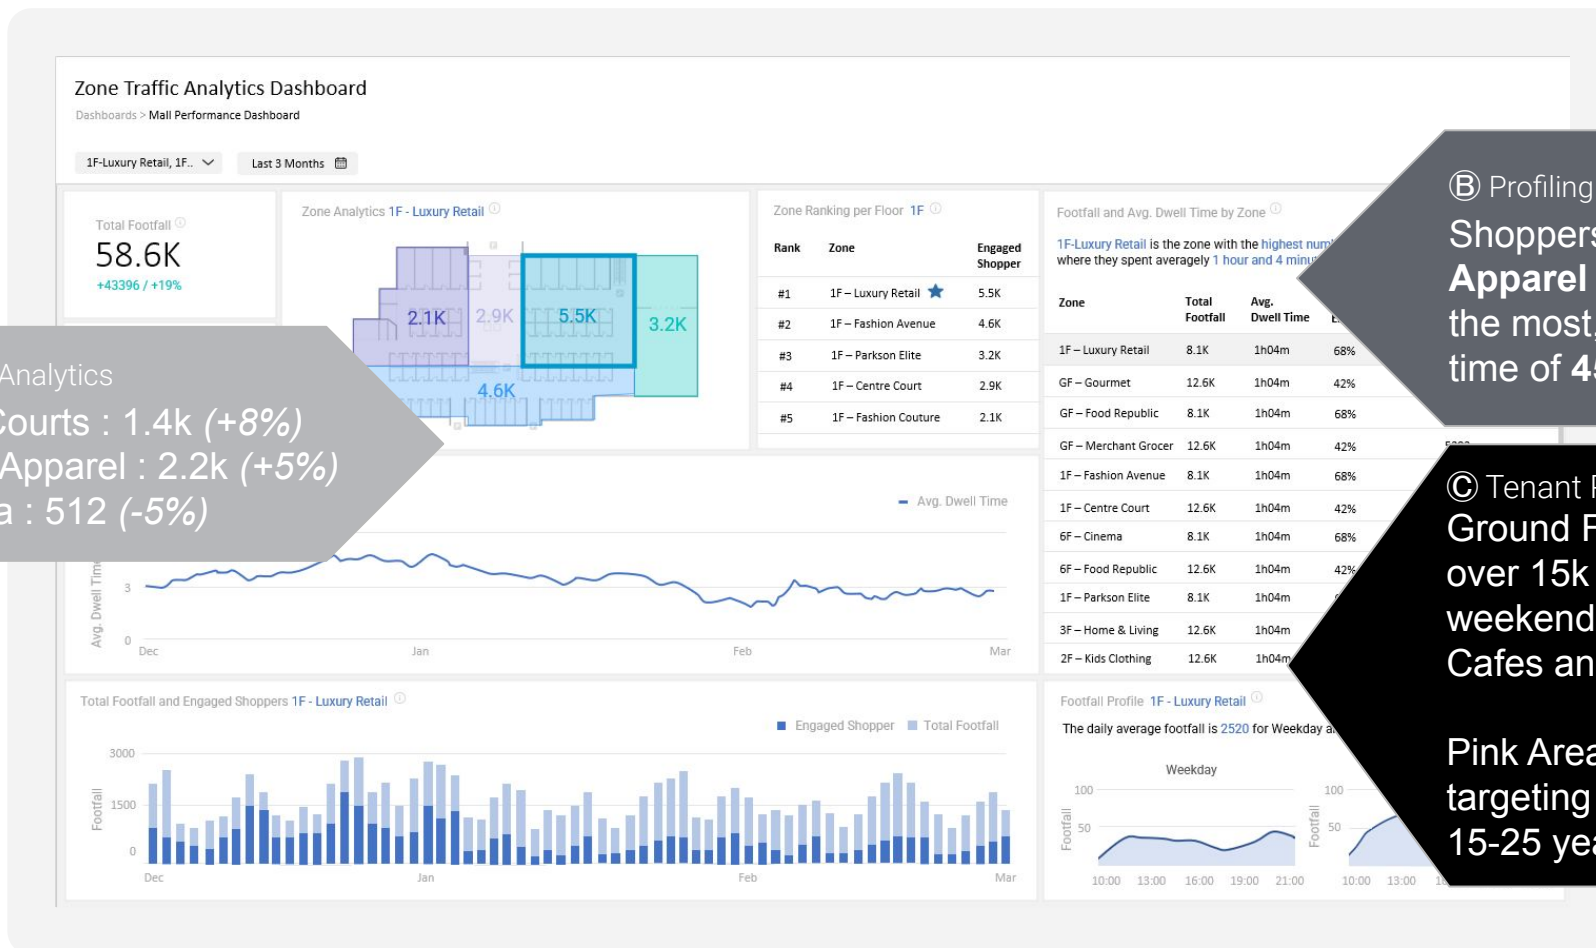 Zone Traffic Analytics Dashboard
Dashboards > Mall Performance Dashboard
1F-Luxury Retail, 1F..
Last 3 Months
Total Footfall
58.6K
+43396 / +19%
Zone Analytics 1F - Luxury Retail
2.1K
2.9K
5.5K
3.2K
4.6K
Zone Ranking per Floor 1F
Rank Zone Engaged Shopper
#1 1F – Luxury Retail 5.5K
#2 1F – Fashion Avenue 4.6K
#3 1F – Parkson Elite 3.2K
#4 1F – Centre Court 2.9K
#5 1F – Fashion Couture 2.1K
Footfall and Avg. Dwell Time by Zone
1F-Luxury Retail is the zone with the highest
where they spent averagely 1 hour and 4
Zone Total Footfall Avg. Dwell Time
1F – Luxury Retail 8.1K 1h04m 68%
GF – Gourmet 12.6K 1h04m 42%
GF – Food Republic 8.1K 1h04m 68%
GF – Merchant Grocer 12.6K 1h04m 42%
1F – Fashion Avenue 8.1K 1h04m 68%
1F – Centre Court 12.6K 1h04m 42%
6F – Cinema 8.1K 1h04m 68%
6F – Food Republic 12.6K 1h04m 42%
1F – Parkson Elite 8.1K 1h04m
3F – Home & Living 12.6K 1h04m
2F – Kids Clothing 12.6K 1h04m
Analytics
Courts : 1.4k (+8%)
Apparel : 2.2k (+5%)
a : 512 (-5%)
Ⓑ Profiling
Shoppers
Apparel
the most,
time of 45
Ⓒ Tenant
Ground F
over 15k
weekend
Cafes an
Pink Area
targeting
15-25 yea
Avg. Dwell Time
Avg. Dwell Time
3
0
Dec Jan Feb Mar
Total Footfall and Engaged Shoppers 1F - Luxury Retail
Engaged Shopper Total Footfall
Footfall
3000
1500
0
Dec Jan Feb Mar
Footfall Profile 1F - Luxury Retail
The daily average footfall is 2520 for Weekday
Weekday
Footfall
100
50
10:00 13:00 16:00 19:00 21:00
Footfall
100
50
10:00 13:00